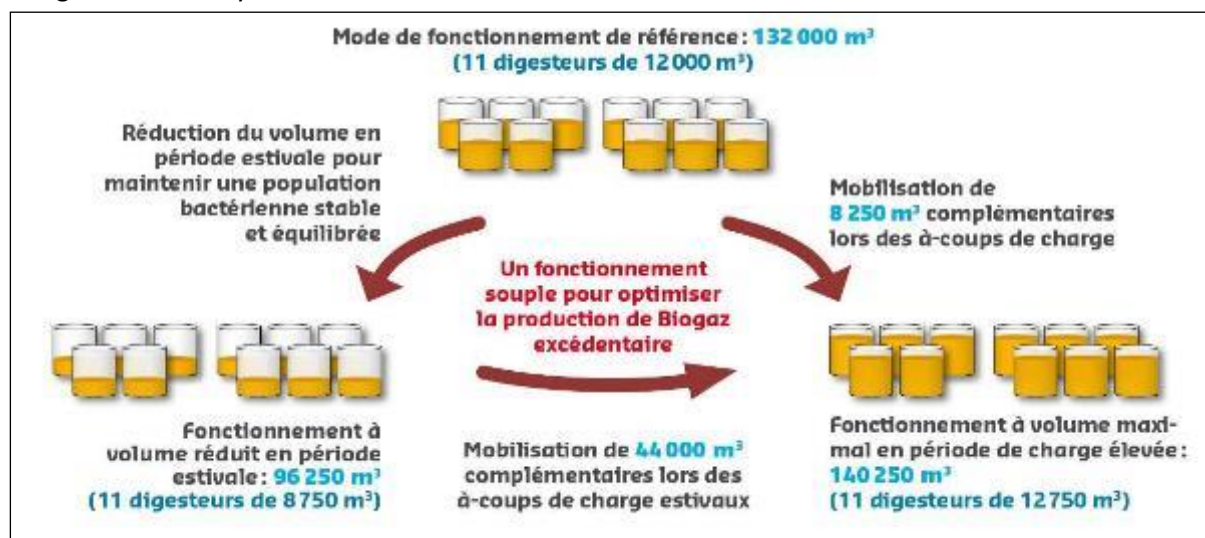 Mode de fonctionnement de référence : 132 000 m³
(11 digesteurs de 12 000 m³)
Réduction du volume en
période estivale pour
maintenir une population
bactérienne stable
et équilibrée
Mobilisation de
8 250 m³ complémentaires
lors des à-coups de charge
Un fonctionnement
souple pour optimiser
la production de Biogaz
excédentaire
Fonctionnement à
volume réduit en période
estivale : 96 250 m³
(11 digesteurs de 8 750 m³)
Mobilisation de 44 000 m³
complémentaires lors des
à-coups de charge estivaux
Fonctionnement à volume maxi-
mal en période de charge élevée :
140 250 m³
(11 digesteurs de 12 750 m³)